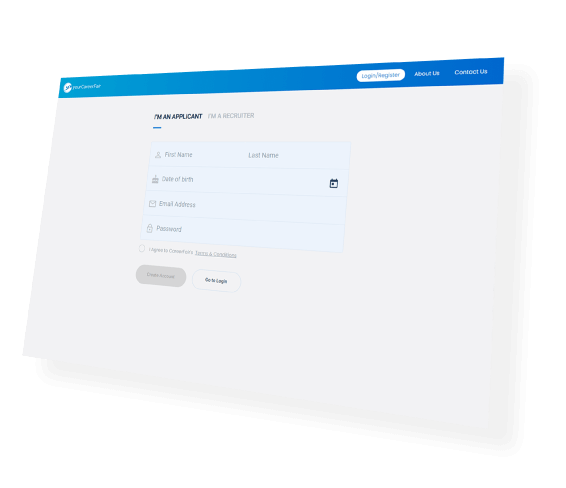 yourCareerFair
Login/Register About Us Contact Us
I'M AN APPLICANT I'M A RECRUITER
First Name Last Name
Date of birth
Email Address
Password
I agree to ConnerFairs Terms & Conditions
Create Account Go to Login